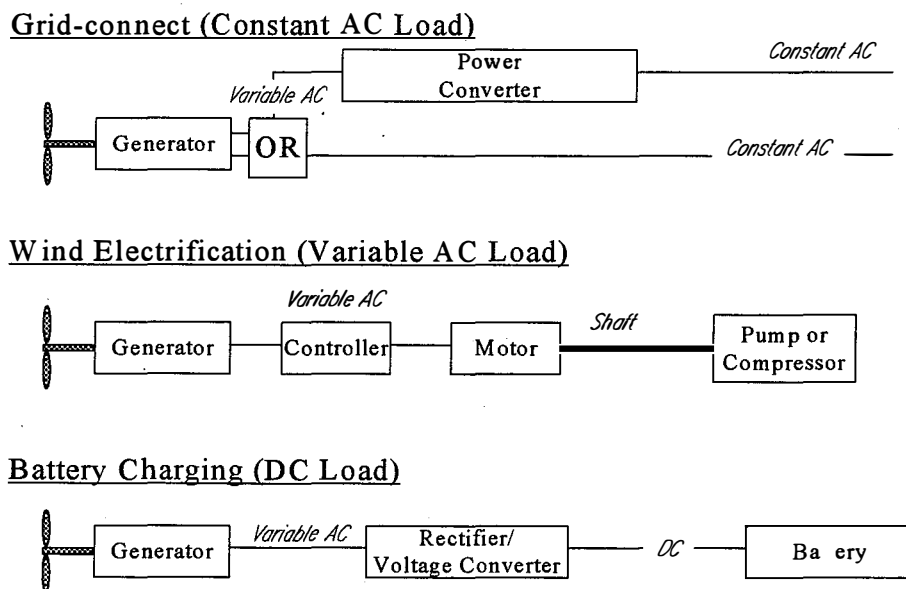 Grid-connect (Constant AC Load)
Power
Converter
Constant AC
Variable AC
Generator
OR
Constant AC
Wind Electrification (Variable AC Load)
Variable AC
Shaft
Generator
Controller
Motor
Pump or
Compressor
Battery Charging (DC Load)
Generator
Variable AC
Rectifier/
Voltage Converter
DC
Ba ery